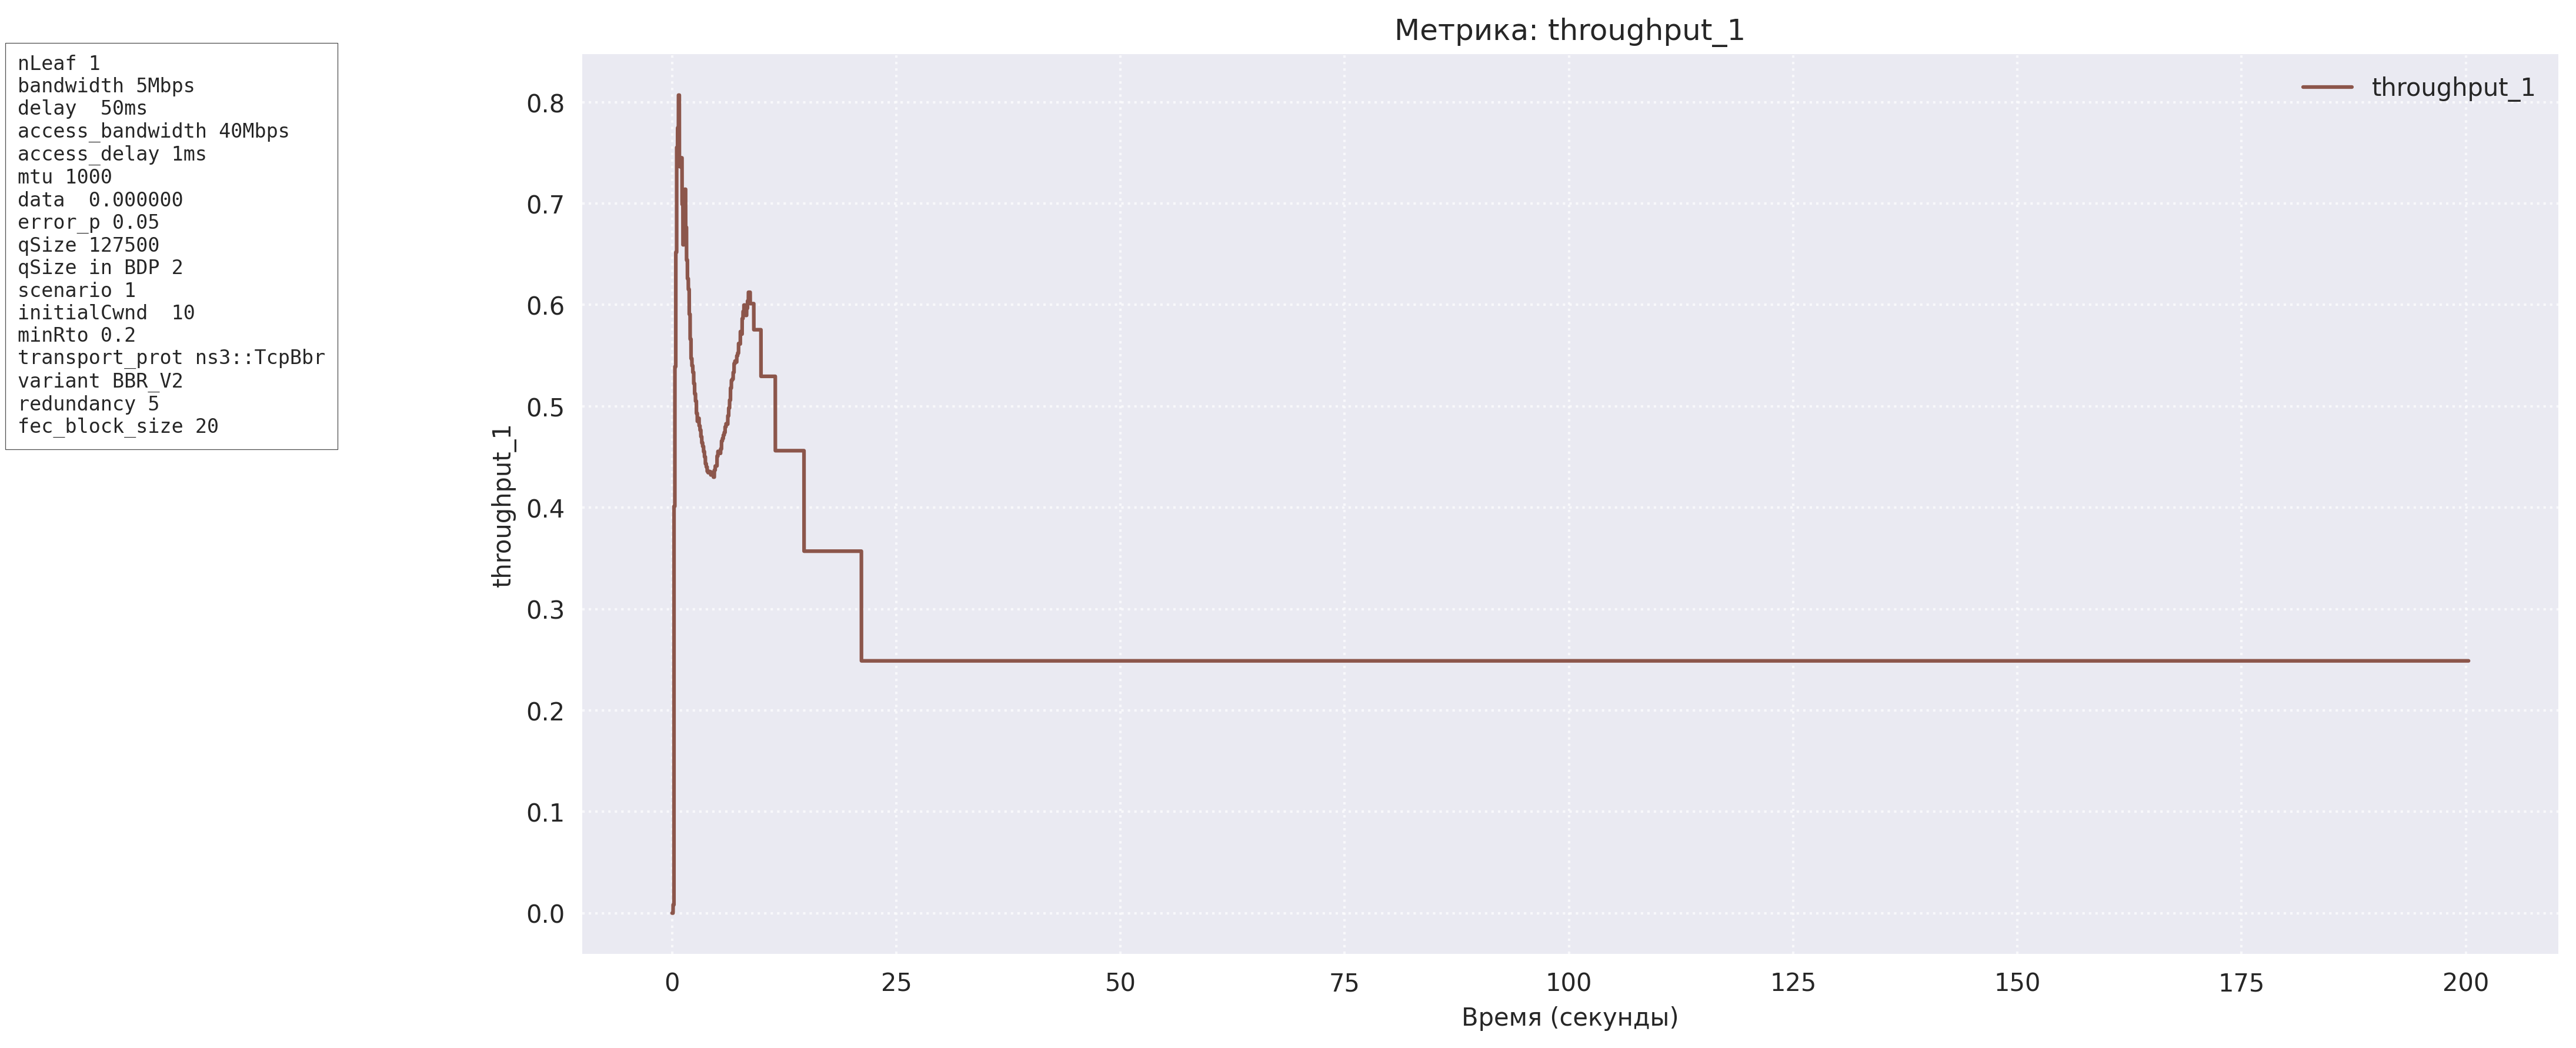 Метрика: throughput_1
nLeaf 1
bandwidth 5Mbps
delay  50ms
access_bandwidth 40Mbps
access_delay 1ms
mtu 1000
data  0.000000
error_p 0.05
qSize 127500
qSize in BDP 2
scenario 1
initialCwnd  10
minRto 0.2
transport_prot ns3::TcpBbr
variant BBR_V2
redundancy 5
fec_block_size 20
throughput_1
throughput_1
0.8
0.7
0.6
0.5
0.4
0.3
0.2
0.1
0.0
0 25 50 75 100 125 150 175 200
Время (секунды)